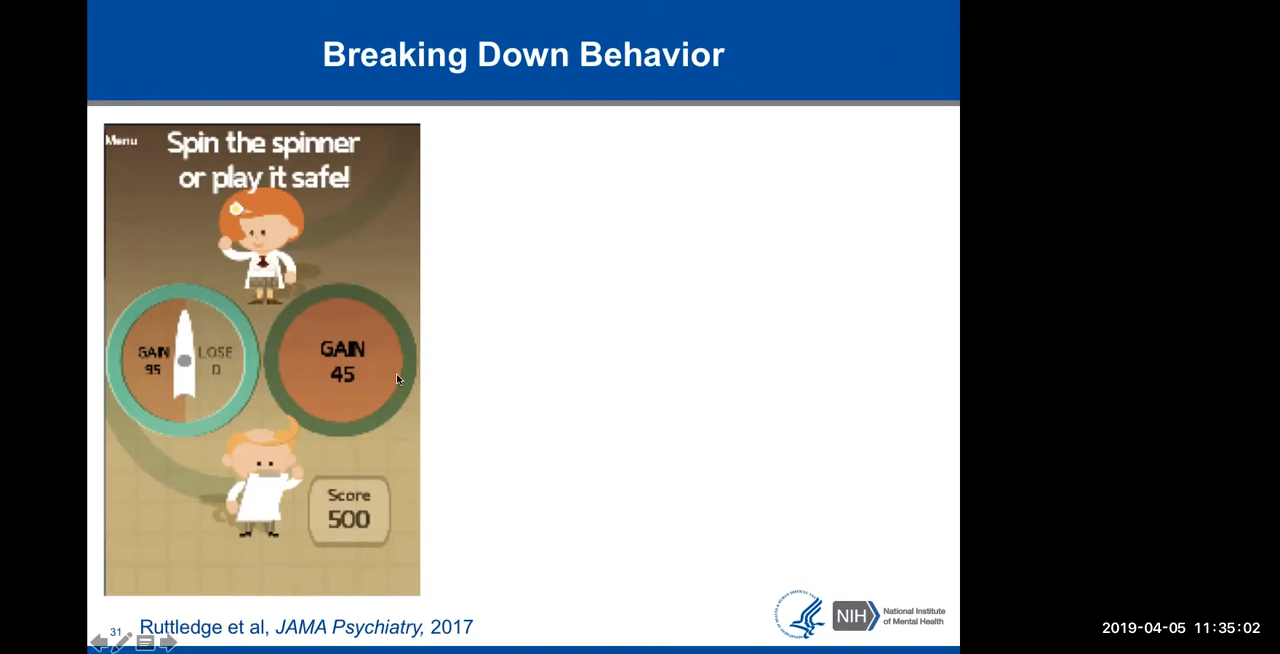 Breaking Down Behavior
Menu
Spin the spinner
or play it safe!
GAIN
95
LOSE
0
GAIN
45
Score
500
31
Ruttledge et al, JAMA Psychiatry, 2017
NIH
National Institute
of Mental Health
2019-04-05 11:35:02